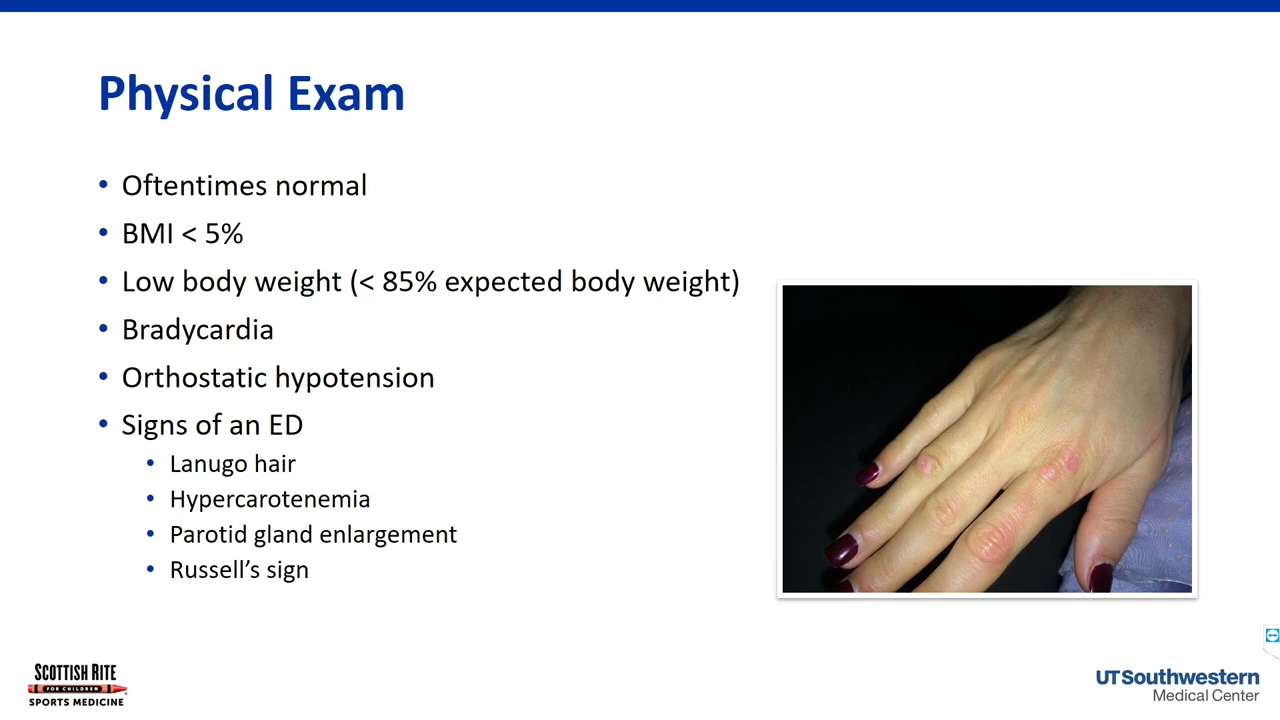 Physical Exam
• Oftentimes normal
• BMI < 5%
• Low body weight (< 85% expected body weight)
• Bradycardia
• Orthostatic hypotension
• Signs of an ED
• Lanugo hair
• Hypercarotenemia
• Parotid gland enlargement
• Russell’s sign
SCOTTISH RITE
FOR CHILDREN
SPORTS MEDICINE
UTSouthwestern
Medical Center